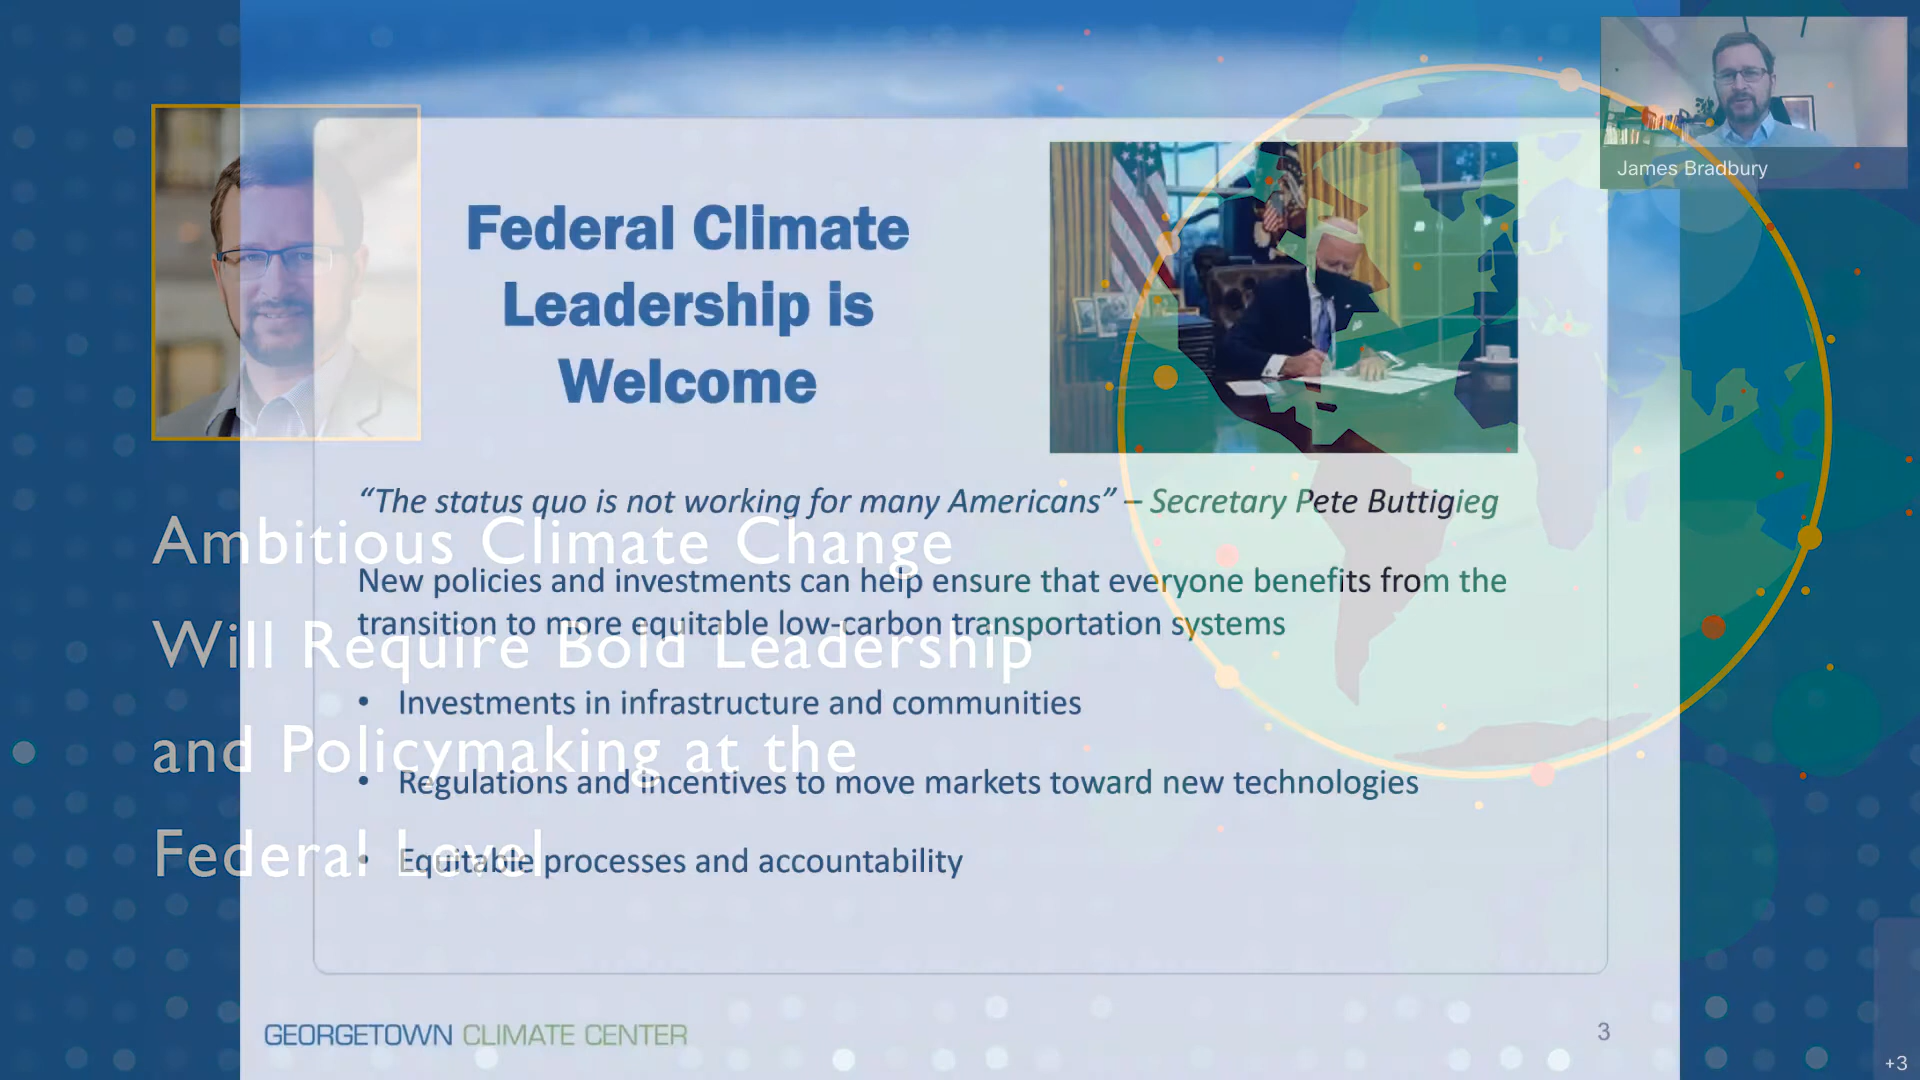 James Bradbury
Federal Climate
Leadership is
Welcome
“The status quo is not working for many Americans” – Secretary Pete Buttigieg
New policies and investments can help ensure that everyone benefits from the
transition to more equitable low-carbon transportation systems
• Investments in infrastructure and communities
• Regulations and incentives to move markets toward new technologies
• Equitable processes and accountability
Ambitious Climate Change
Will Require Bold Leadership
and Policymaking at the
Federal Level
GEORGETOWN CLIMATE CENTER
3
+3